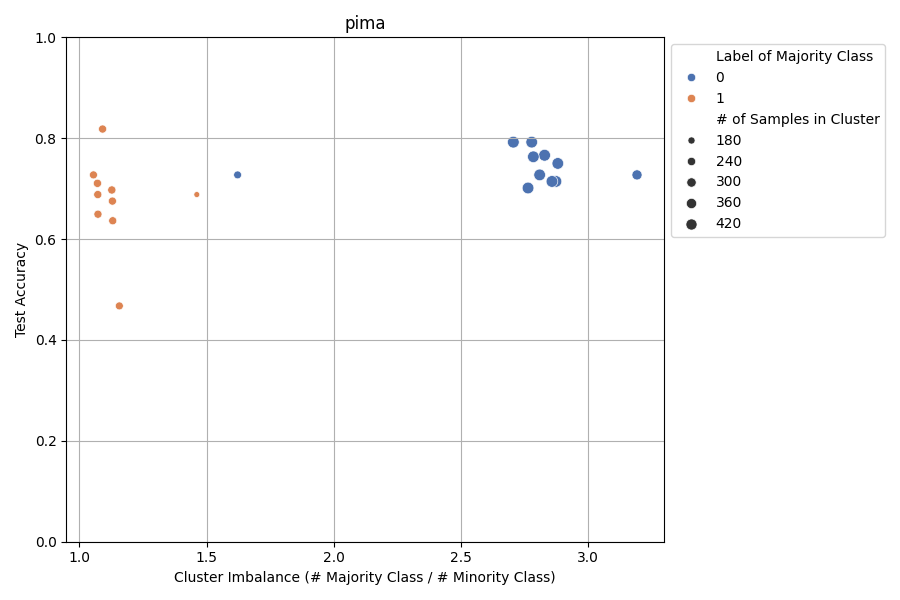 pima
Test Accuracy
1.0
0.8
0.6
0.4
0.2
0.0
1.0 1.5 2.0 2.5 3.0
Cluster Imbalance (# Majority Class / # Minority Class)
Label of Majority Class
0
1
# of Samples in Cluster
180
240
300
360
420